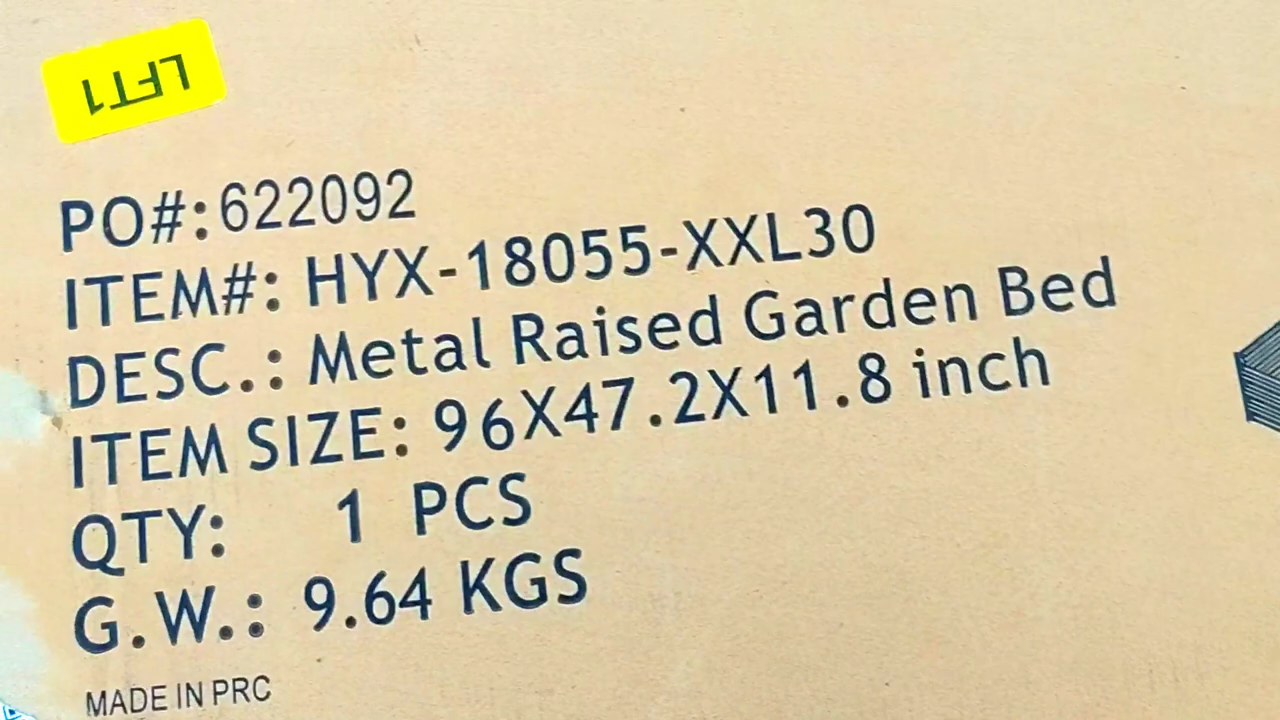 LFT1
PO#:622092
ITEM#: HYX-18055-XXL30
DESC.: Metal Raised Garden Bed
ITEM SIZE: 96X47.2X11.8 inch
QTY: 1 PCS
G.W.: 9.64 KGS
MADE IN PRC